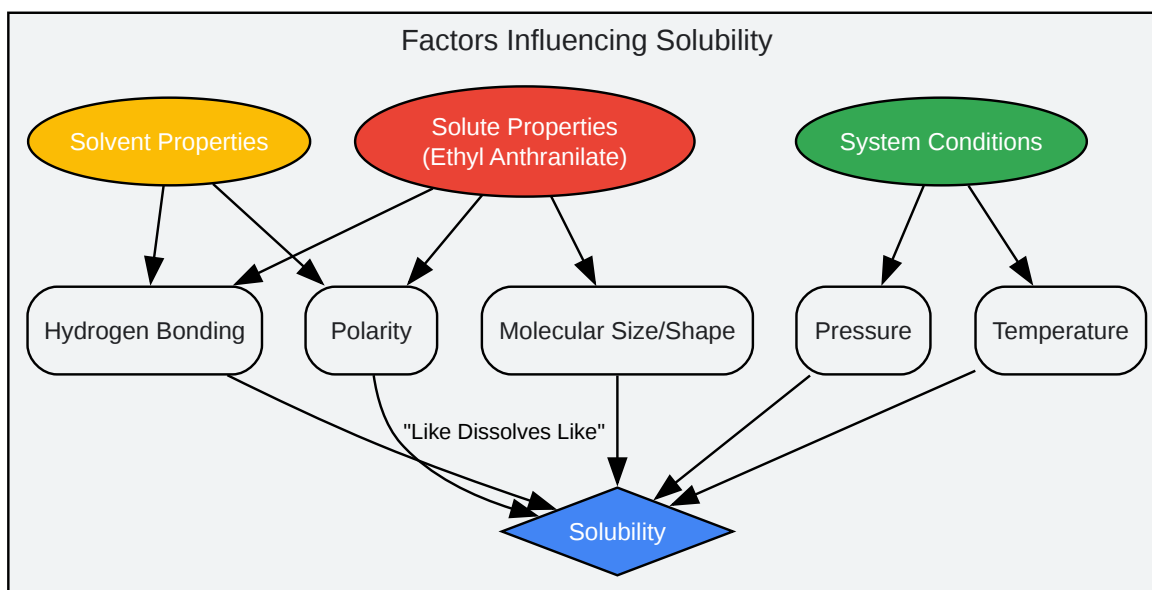 Factors Influencing Solubility
Solvent Properties
Solute Properties
(Ethyl Anthranilate)
System Conditions
Hydrogen Bonding
Polarity
Molecular Size/Shape
Pressure
Temperature
"Like Dissolves Like"
Solubility